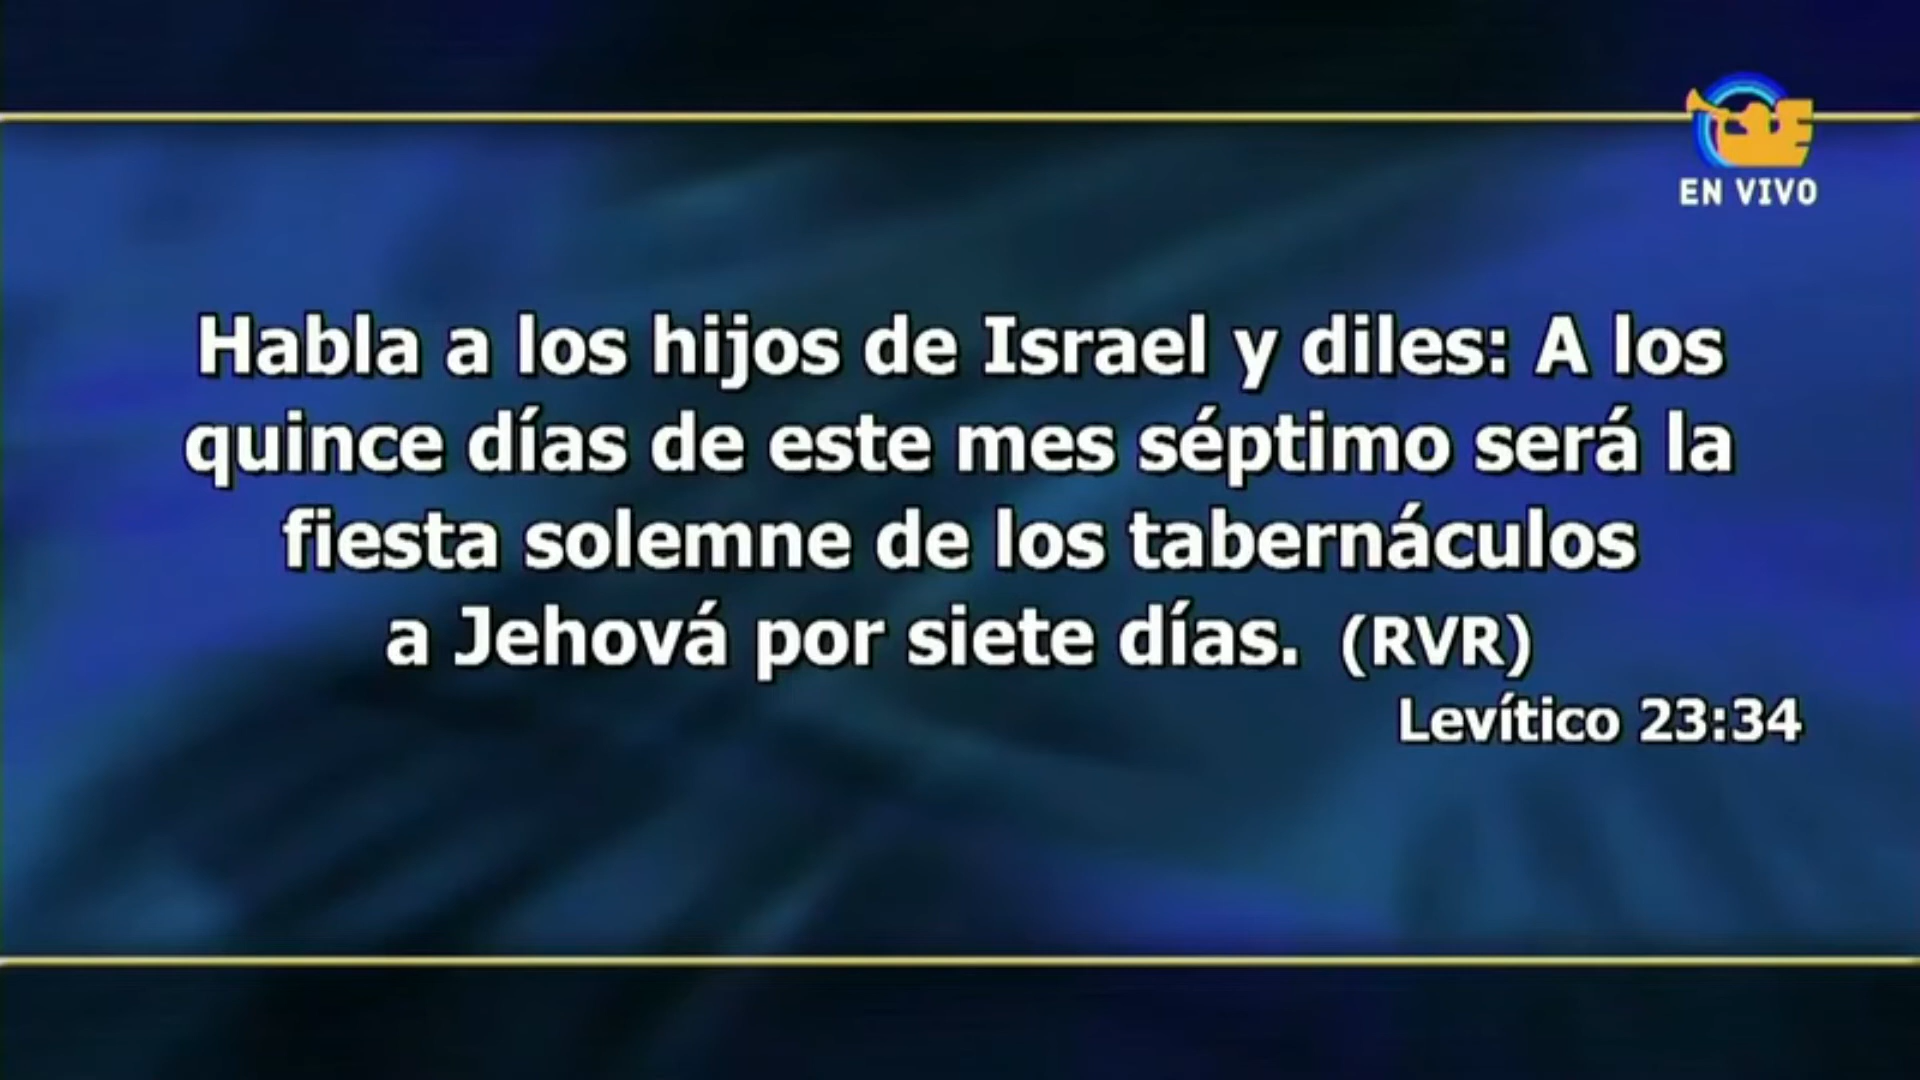 EN VIVO
Habla a los hijos de Israel y diles: A los
quince días de este mes séptimo será la
fiesta solemne de los tabernáculos
a Jehová por siete días. (RVR)
Levítico 23:34